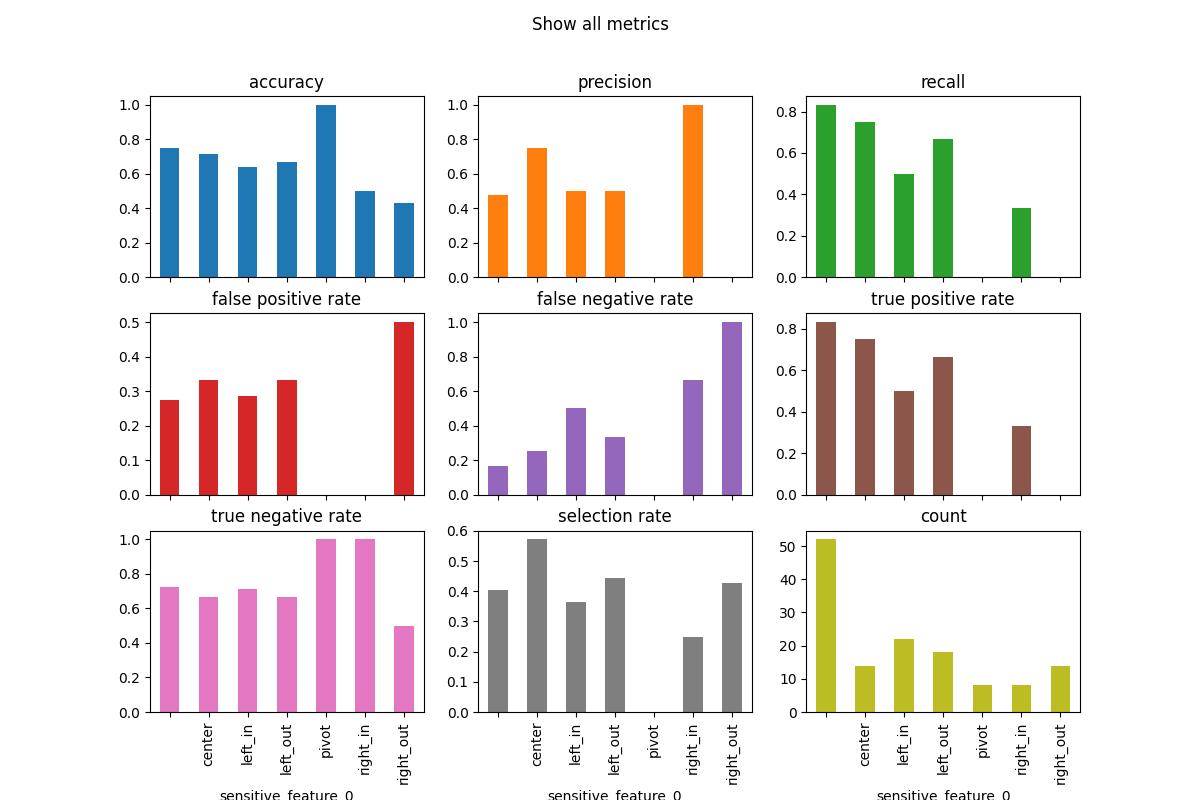 Show all metrics
accuracy
precision
recall
1.0
0.8
0.6
0.4
0.2
0.0
1.0
0.8
0.6
0.4
0.2
0.0
0.8
0.6
0.4
0.2
0.0
false positive rate
false negative rate
true positive rate
0.5
0.4
0.3
0.2
0.1
0.0
1.0
0.8
0.6
0.4
0.2
0.0
0.8
0.6
0.4
0.2
0.0
true negative rate
selection rate
count
1.0
0.8
0.6
0.4
0.2
0.0
0.6
0.5
0.4
0.3
0.2
0.1
0.0
50
40
30
20
10
0
center
left_in
left_out
pivot
right_in
right_out
center
left_in
left_out
pivot
right_in
right_out
center
left_in
left_out
pivot
right_in
right_out
sensitive_feature_0
sensitive_feature_0
sensitive_feature_0